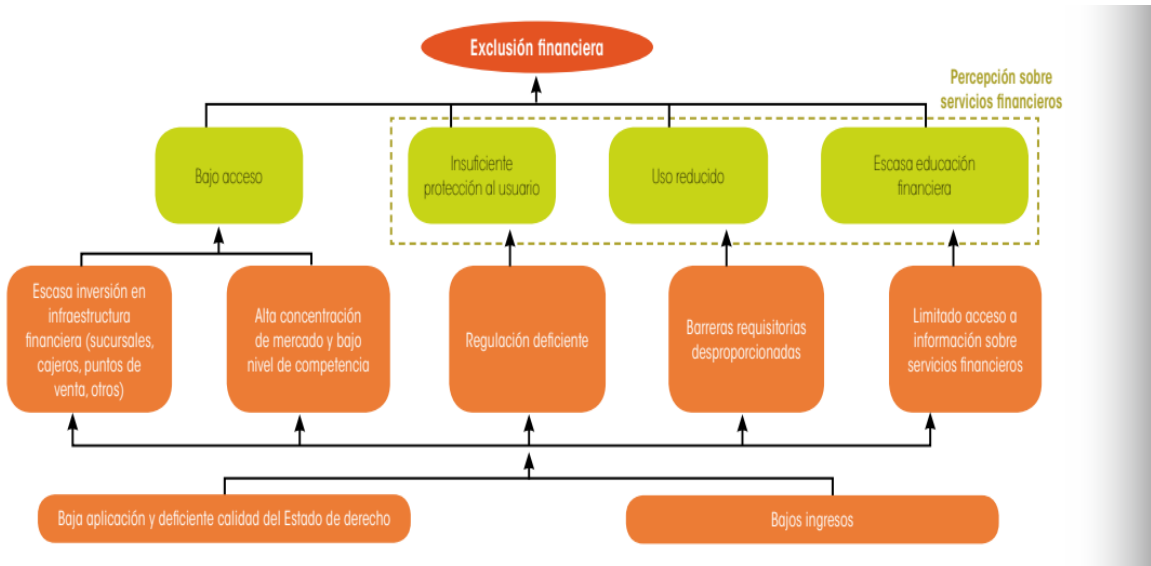 Exclusión financiera
Percepción sobre
servicios financieros
Bajo acceso
Insuficiente
protección al usuario
Uso reducido
Escasa educación
financiera
Escasa inversión en
infraestructura
financiera (sucursales,
cajeros, puntos de
venta, otros)
Alta concentración
de mercado y bajo
nivel de competencia
Regulación deficiente
Barreras requisitorias
desproporcionadas
Limitado acceso a
información sobre
servicios financieros
Baja aplicación y deficiente calidad del Estado de derecho
Bajos ingresos